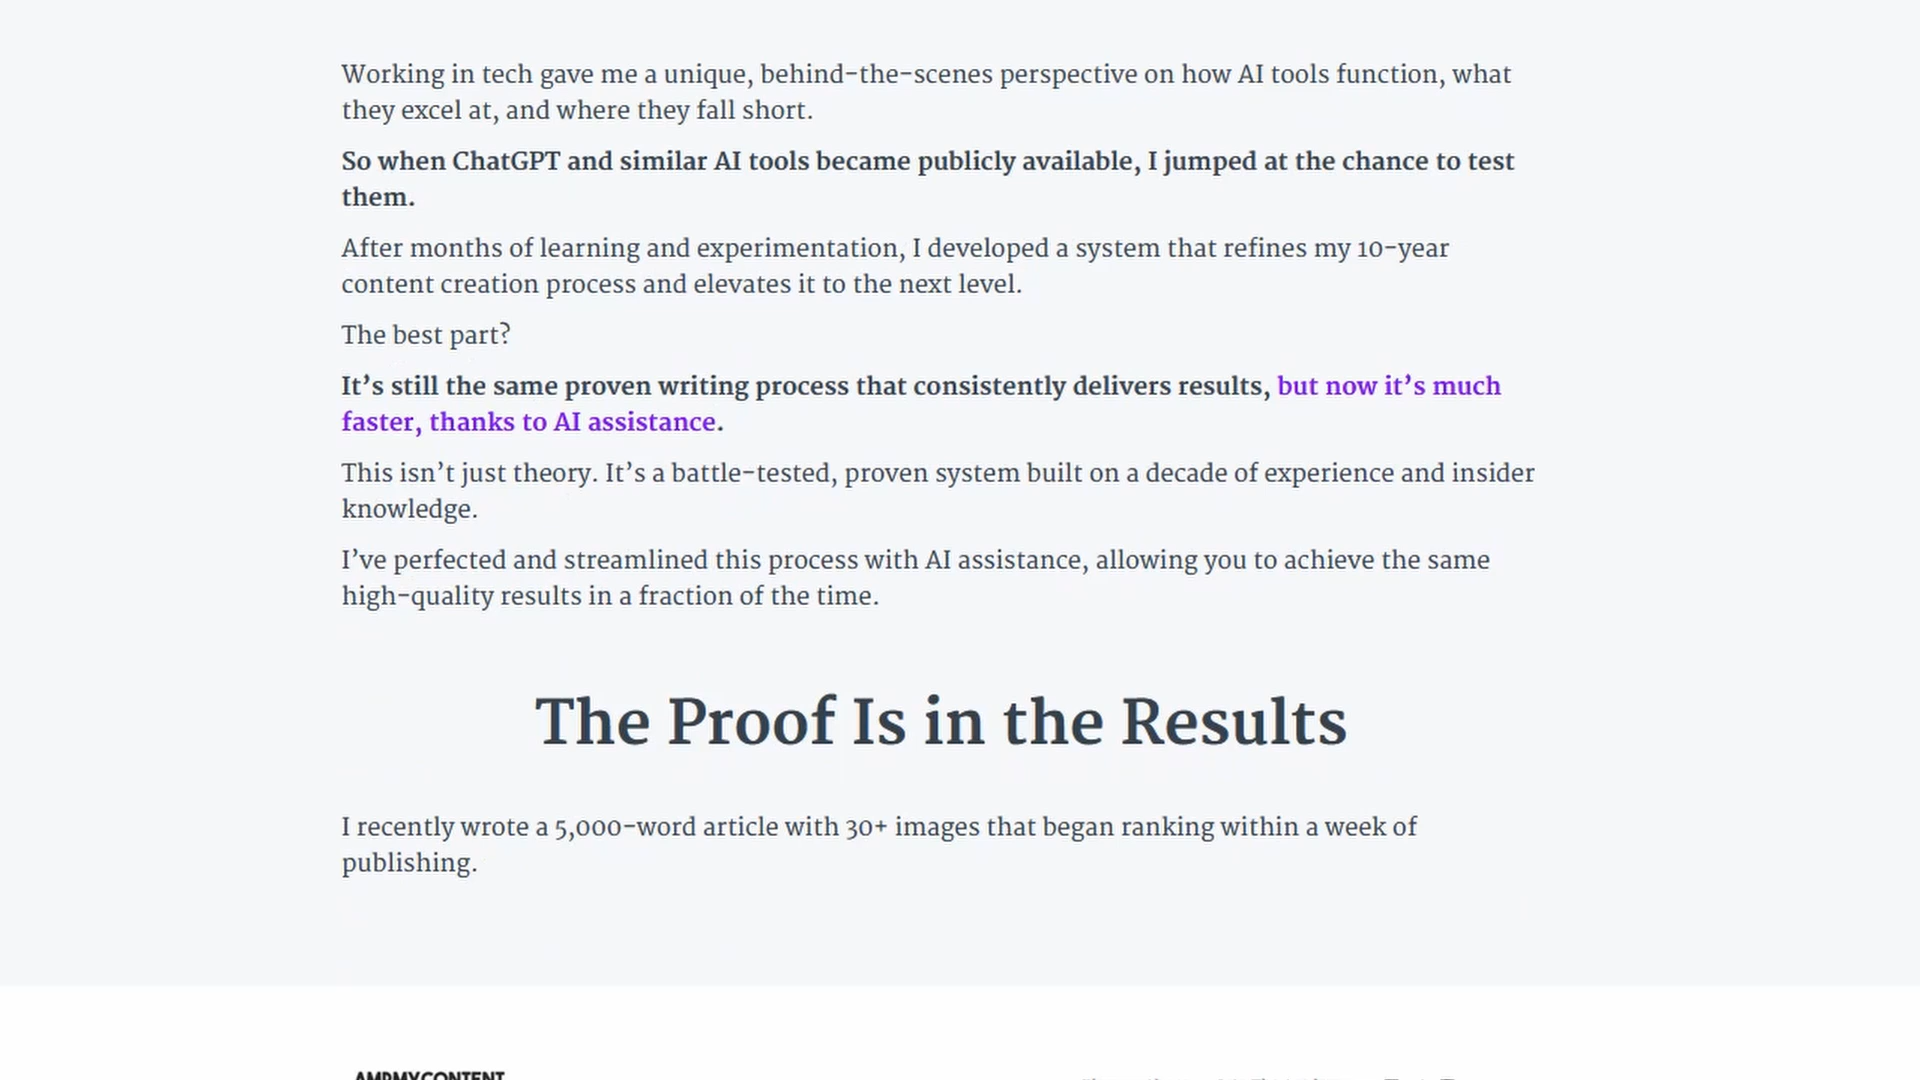 Working in tech gave me a unique, behind-the-scenes perspective on how AI tools function, what
they excel at, and where they fall short.
So when ChatGPT and similar AI tools became publicly available, I jumped at the chance to test
them.
After months of learning and experimentation, I developed a system that refines my 10-year
content creation process and elevates it to the next level.
The best part?
It’s still the same proven writing process that consistently delivers results, but now it’s much
faster, thanks to AI assistance.
This isn’t just theory. It’s a battle-tested, proven system built on a decade of experience and insider
knowledge.
I’ve perfected and streamlined this process with AI assistance, allowing you to achieve the same
high-quality results in a fraction of the time.
The Proof Is in the Results
I recently wrote a 5,000-word article with 30+ images that began ranking within a week of
publishing.
AMPMYCONTENT